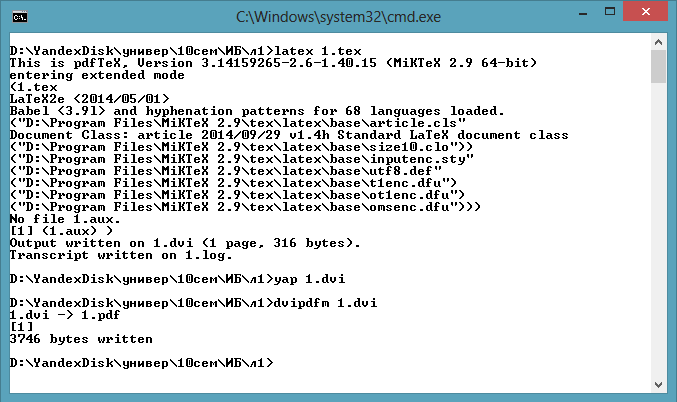 C:\Windows\system32\cmd.exe
D:\YandexDisk\универ\10сем\ИБ\л1>latex 1.tex
This is pdfTeX, Version 3.14159265-2.6-1.40.15 (MiKTeX 2.9 64-bit)
entering extended mode
(1.tex
LaTeX2e <2014/05/01>
Babel <3.9l> and hyphenation patterns for 68 languages loaded.
("D:\Program Files\MiKTeX 2.9\tex\latex\base\article.cls"
Document Class: article 2014/09/29 v1.4h Standard LaTeX document class
("D:\Program Files\MiKTeX 2.9\tex\latex\base\size10.clo"))
("D:\Program Files\MiKTeX 2.9\tex\latex\base\inputenc.sty"
("D:\Program Files\MiKTeX 2.9\tex\latex\base\utf8.def"
("D:\Program Files\MiKTeX 2.9\tex\latex\base\t1enc.dfu")
("D:\Program Files\MiKTeX 2.9\tex\latex\base\ot1enc.dfu")
("D:\Program Files\MiKTeX 2.9\tex\latex\base\omsenc.dfu")))
No file 1.aux.
[1] (1.aux) )
Output written on 1.dvi (1 page, 316 bytes).
Transcript written on 1.log.
D:\YandexDisk\универ\10сем\ИБ\л1>yap 1.dvi
D:\YandexDisk\универ\10сем\ИБ\л1>dvipdfm 1.dvi
1.dvi -> 1.pdf
[1]
3746 bytes written
D:\YandexDisk\универ\10сем\ИБ\л1>